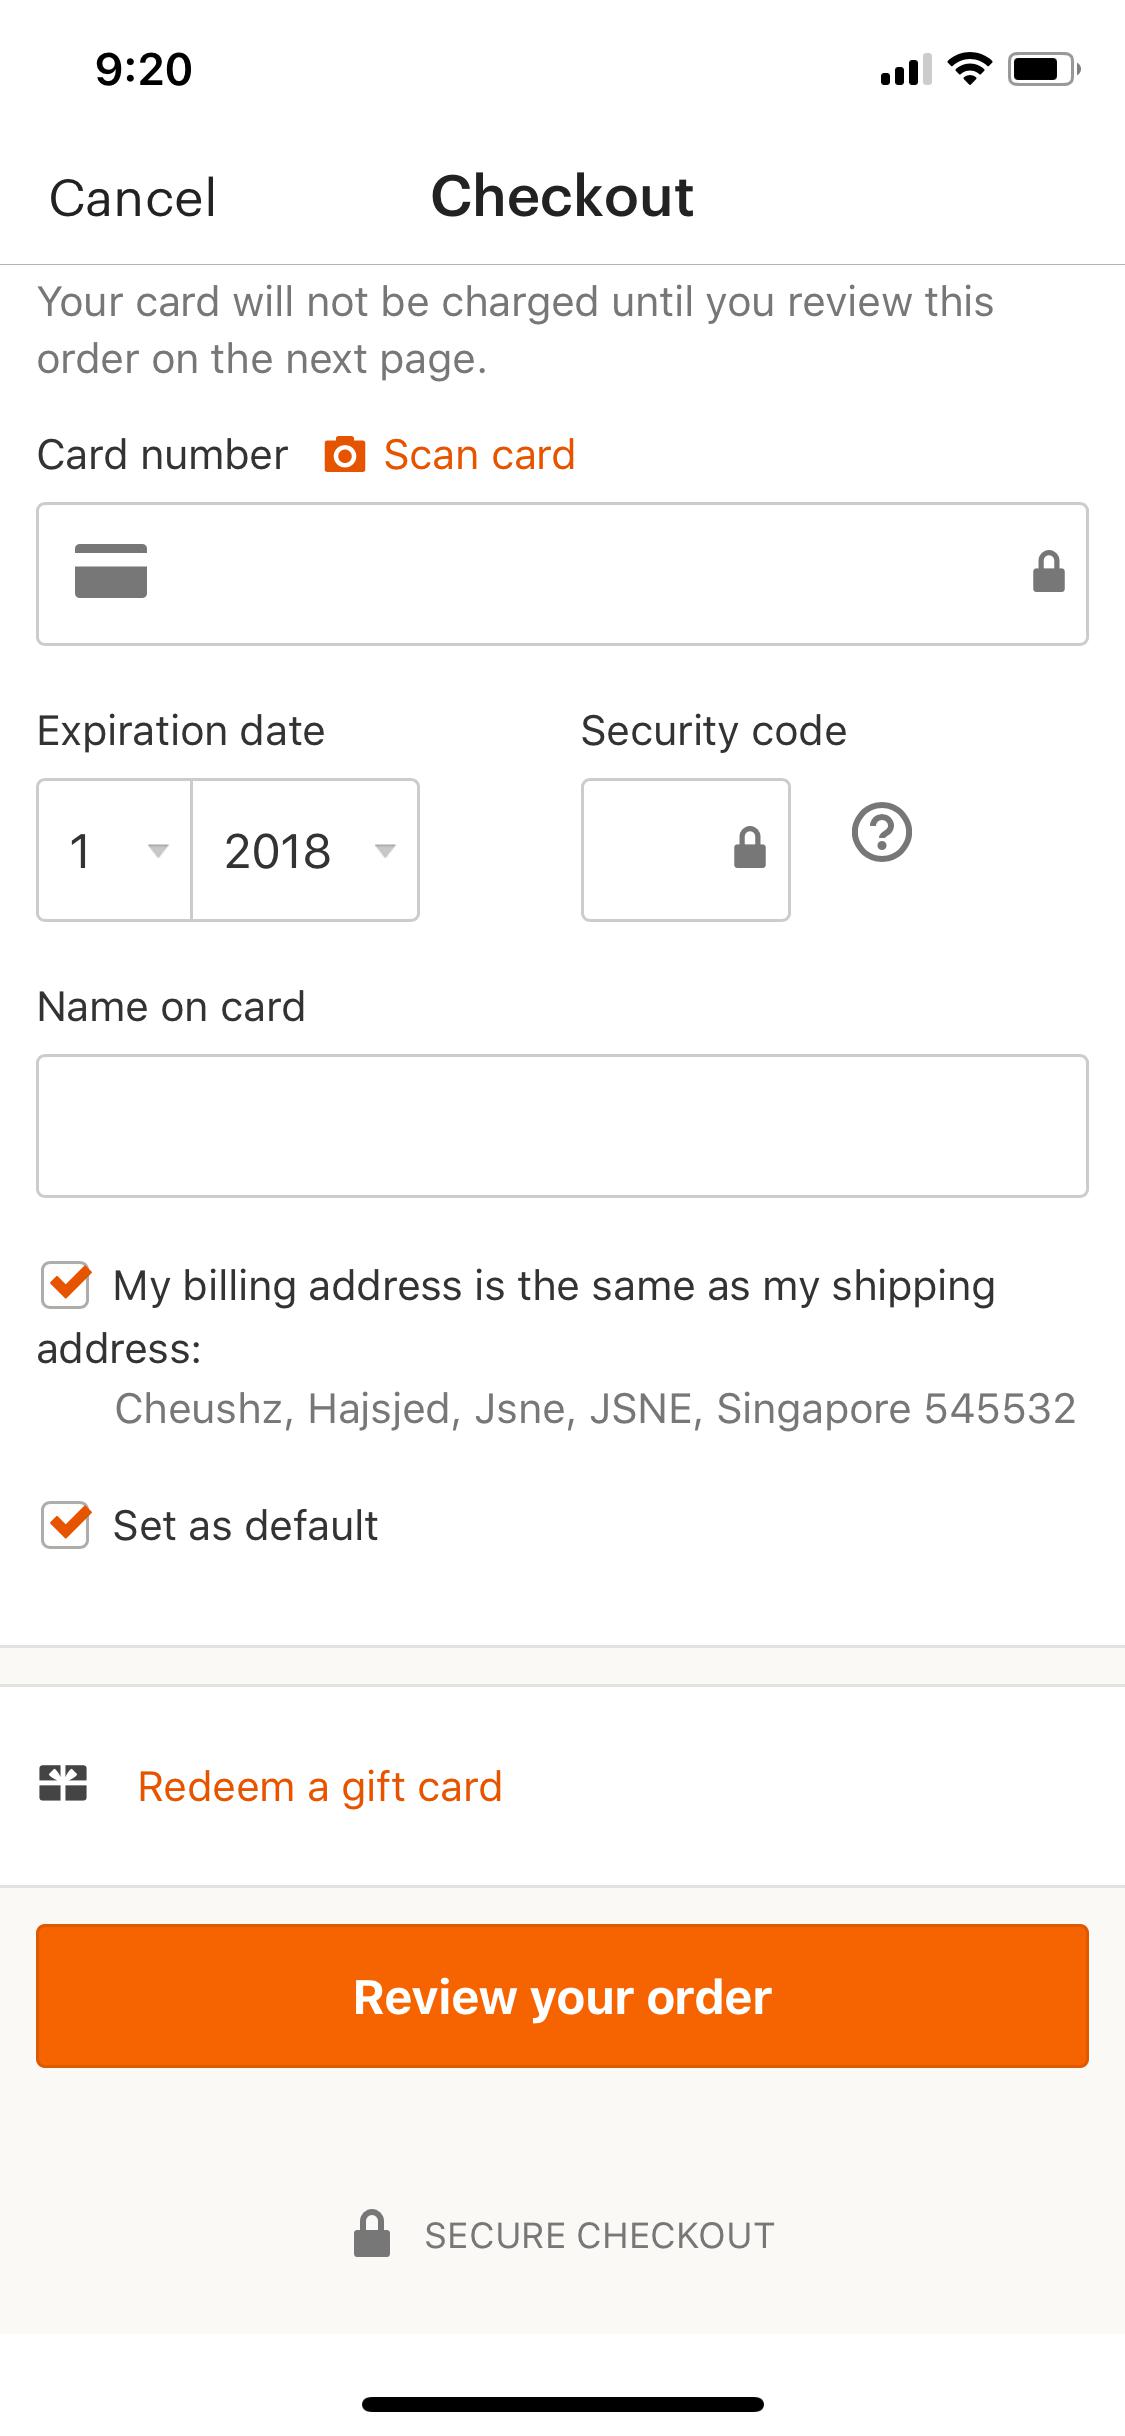 9:20
Cancel
Checkout
Your card will not be charged until you review this
order on the next page.
Card number
Scan card
Expiration date
Security code
1
2018
Name on card
My billing address is the same as my shipping
address:
Cheushz, Hajsjed, Jsne, JSNE, Singapore 545532
Set as default
Redeem a gift card
Review your order
SECURE CHECKOUT